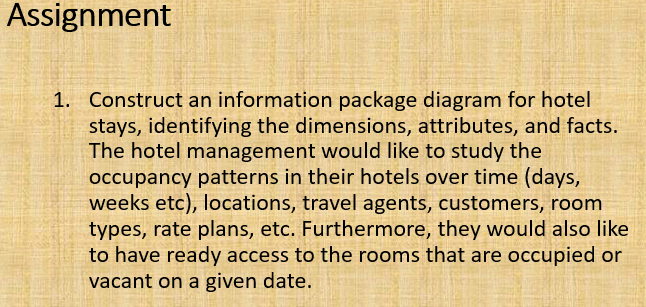 Assignment
1. Construct an information package diagram for hotel
stays, identifying the dimensions, attributes, and facts.
The hotel management would like to study the
occupancy patterns in their hotels over time (days,
weeks etc), locations, travel agents, customers, room
types, rate plans, etc. Furthermore, they would also like
to have ready access to the rooms that are occupied or
vacant on a given date.